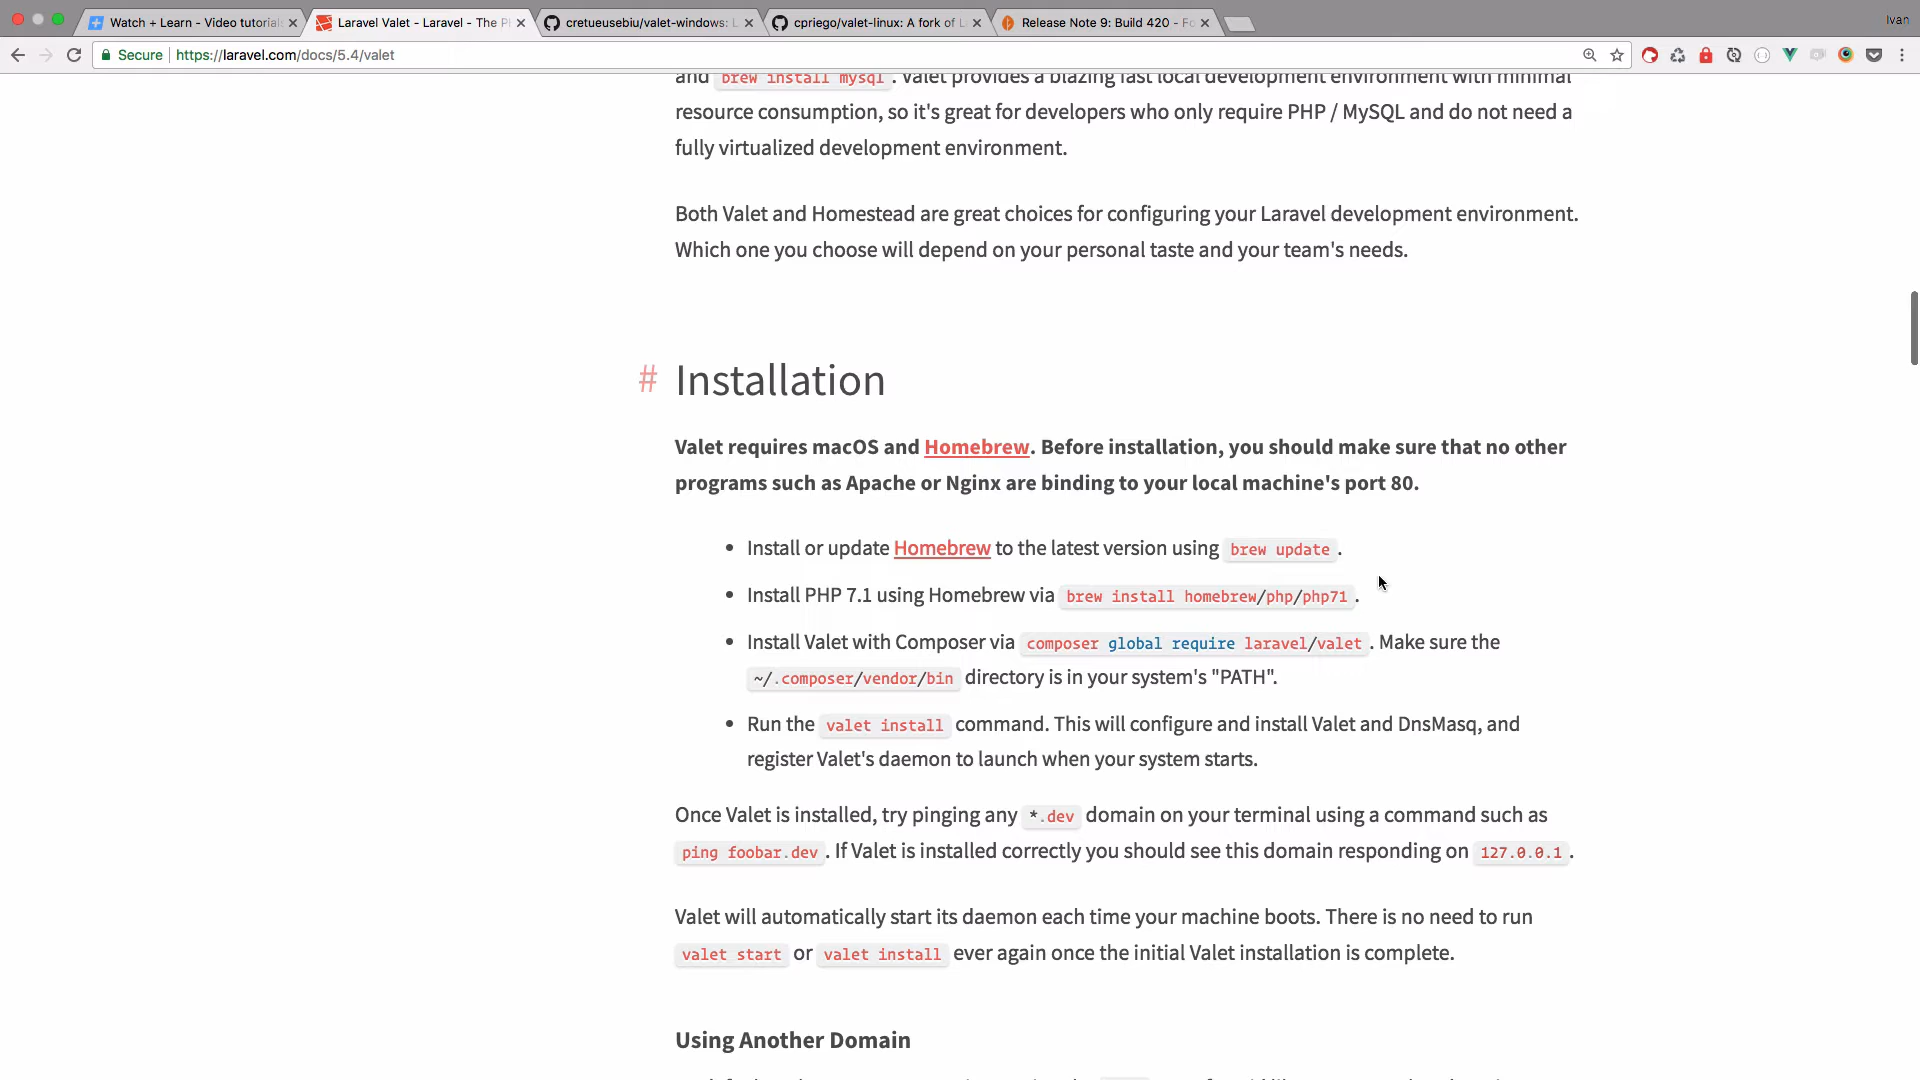 Watch + Learn - Video tutorials
Laravel Valet - Laravel - The P
cretueusebiu/valet-windows: L
cpriego/valet-linux: A fork of L
Release Note 9: Build 420 - Fo
Ivan
Secure https://laravel.com/docs/5.4/valet
and brew install mysql . Valet provides a blazing fast local development environment with minimal
resource consumption, so it's great for developers who only require PHP / MySQL and do not need a
fully virtualized development environment.
Both Valet and Homestead are great choices for configuring your Laravel development environment.
Which one you choose will depend on your personal taste and your team's needs.
# Installation
Valet requires macOS and Homebrew. Before installation, you should make sure that no other
programs such as Apache or Nginx are binding to your local machine's port 80.
• Install or update Homebrew to the latest version using brew update .
• Install PHP 7.1 using Homebrew via brew install homebrew/php/php71 .
• Install Valet with Composer via composer global require laravel/valet . Make sure the
~/.composer/vendor/bin directory is in your system's "PATH".
• Run the valet install command. This will configure and install Valet and DnsMasq, and
register Valet's daemon to launch when your system starts.
Once Valet is installed, try pinging any *.dev domain on your terminal using a command such as
ping foobar.dev . If Valet is installed correctly you should see this domain responding on 127.0.0.1 .
Valet will automatically start its daemon each time your machine boots. There is no need to run
valet start or valet install ever again once the initial Valet installation is complete.
Using Another Domain